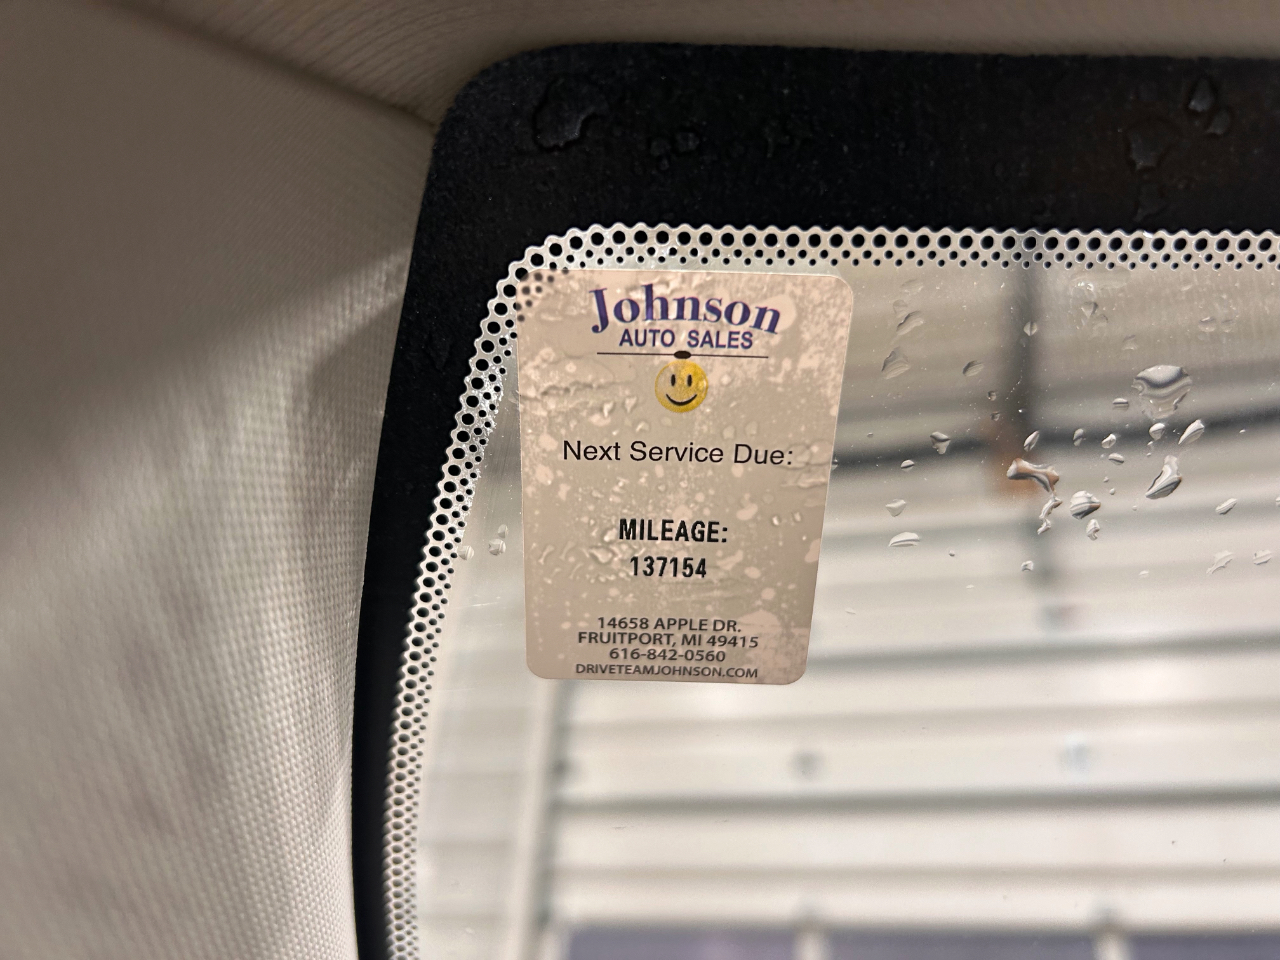 Johnson
AUTO SALES
Next Service Due:
MILEAGE:
137154
14658 APPLE DR.
FRUITPORT, MI 49415
616-842-0560
DRIVETEAMJOHNSON.COM